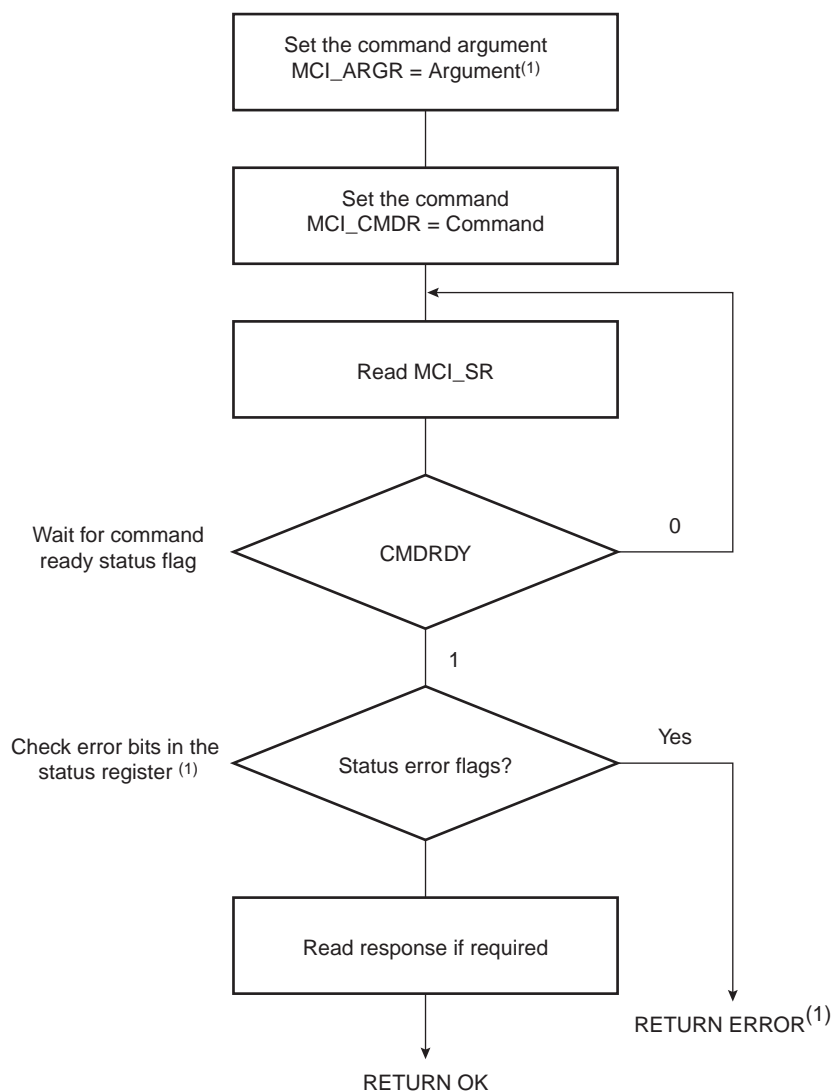 Set the command argument
MCI_ARGR = Argument(1)
Set the command
MCI_CMDR = Command
Read MCI_SR
Wait for command
ready status flag
CMDRDY
0
1
Check error bits in the
status register (1)
Status error flags?
Yes
Read response if required
RETURN ERROR(1)
RETURN OK